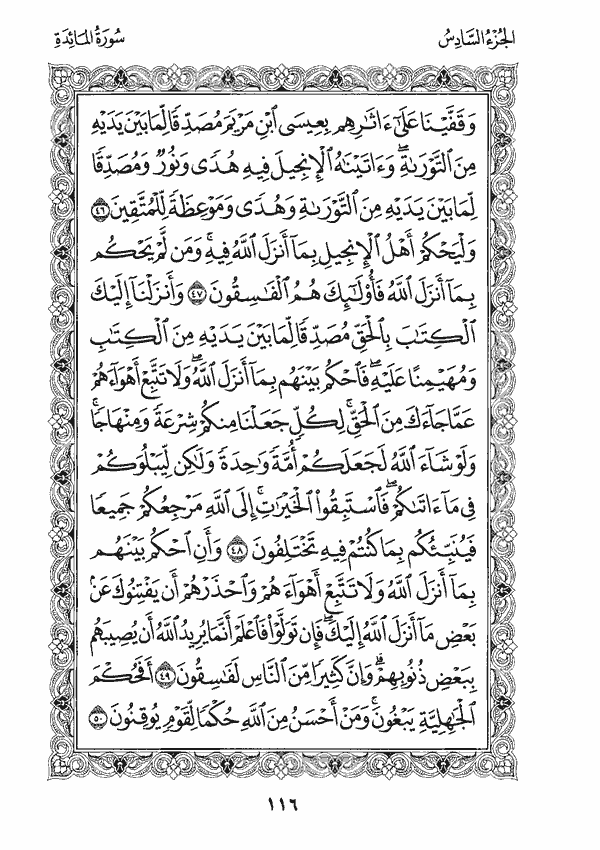 الجُزْءُ السَّادِسُ
سُورَةُ المَائِدَةِ
وَقَفَّيْنَا عَلَىٰٓ ءَاثَٰرِهِم بِعِيسَى ٱبْنِ مَرْيَمَ مُصَدِّقًا لِّمَا بَيْنَ يَدَيْهِ
مِنَ ٱلتَّوْرَىٰةِۖ وَءَاتَيْنَٰهُ ٱلْإِنجِيلَ فِيهِ هُدًى وَنُورٌ وَمُصَدِّقًا
لِّمَا بَيْنَ يَدَيْهِ مِنَ ٱلتَّوْرَىٰةِ وَهُدًى وَمَوْعِظَةً لِّلْمُتَّقِينَ ٤٦
وَلْيَحْكُمْ أَهْلُ ٱلْإِنجِيلِ بِمَآ أَنزَلَ ٱللَّهُ فِيهِۚ وَمَن لَّمْ يَحْكُم
بِمَآ أَنزَلَ ٱللَّهُ فَأُو۟لَٰٓئِكَ هُمُ ٱلْفَٰسِقُونَ ٤٧ وَأَنزَلْنَآ إِلَيْكَ
ٱلْكِتَٰبَ بِٱلْحَقِّ مُصَدِّقًا لِّمَا بَيْنَ يَدَيْهِ مِنَ ٱلْكِتَٰبِ
وَمُهَيْمِنًا عَلَيْهِۖ فَٱحْكُم بَيْنَهُم بِمَآ أَنزَلَ ٱللَّهُۖ وَلَا تَتَّبِعْ أَهْوَآءَهُمْ
عَمَّا جَآءَكَ مِنَ ٱلْحَقِّۚ لِكُلٍّ جَعَلْنَا مِنكُمْ شِرْعَةً وَمِنْهَاجًاۚ
وَلَوْ شَآءَ ٱللَّهُ لَجَعَلَكُمْ أُمَّةً وَٰحِدَةً وَلَٰكِن لِّيَبْلُوَكُمْ
فِى مَآ ءَاتَىٰكُمْۖ فَٱسْتَبِقُوا۟ ٱلْخَيْرَٰتِۚ إِلَى ٱللَّهِ مَرْجِعُكُمْ جَمِيعًا
فَيُنَبِّئُكُم بِمَا كُنتُمْ فِيهِ تَخْتَلِفُونَ ٤٨ وَأَنِ ٱحْكُم بَيْنَهُم
بِمَآ أَنزَلَ ٱللَّهُ وَلَا تَتَّبِعْ أَهْوَآءَهُمْ وَٱحْذَرْهُمْ أَن يَفْتِنُوكَ عَنۢ
بَعْضِ مَآ أَنزَلَ ٱللَّهُ إِلَيْكَۖ فَإِن تَوَلَّوْا۟ فَٱعْلَمْ أَنَّمَا يُرِيدُ ٱللَّهُ أَن يُصِيبَهُم
بِبَعْضِ ذُنُوبِهِمْۗ وَإِنَّ كَثِيرًا مِّنَ ٱلنَّاسِ لَفَٰسِقُونَ ٤٩ أَفَحُكْمَ
ٱلْجَٰهِلِيَّةِ يَبْغُونَۚ وَمَنْ أَحْسَنُ مِنَ ٱللَّهِ حُكْمًا لِّقَوْمٍ يُوقِنُونَ ٥٠
١١٦